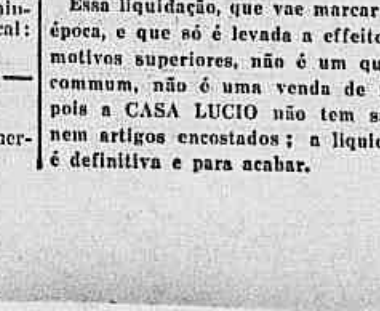 Essa liquidação, que vae marcar
época, e que só é levada a effeito
motivos superiores, não é um qu
commum, não é uma venda de
pois a CASA LUCIO não tem s
nem artigos encostados; a liquid
é definitiva e para acabar.